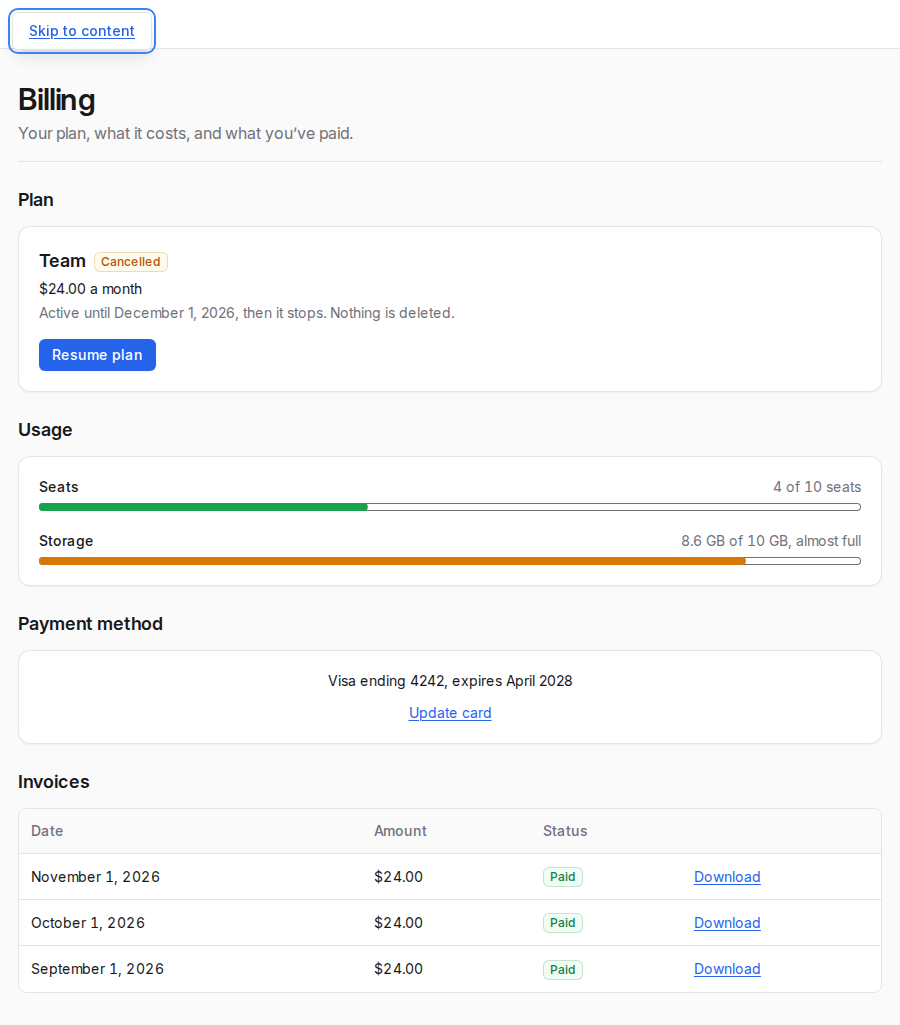 Skip to content
Billing
Your plan, what it costs, and what you’ve paid.
Plan
Team Cancelled
$24.00 a month
Active until December 1, 2026, then it stops. Nothing is deleted.
Resume plan
Usage
Seats 4 of 10 seats
Storage 8.6 GB of 10 GB, almost full
Payment method
Visa ending 4242, expires April 2028
Update card
Invoices
Date Amount Status
November 1, 2026 $24.00 Paid Download
October 1, 2026 $24.00 Paid Download
September 1, 2026 $24.00 Paid Download